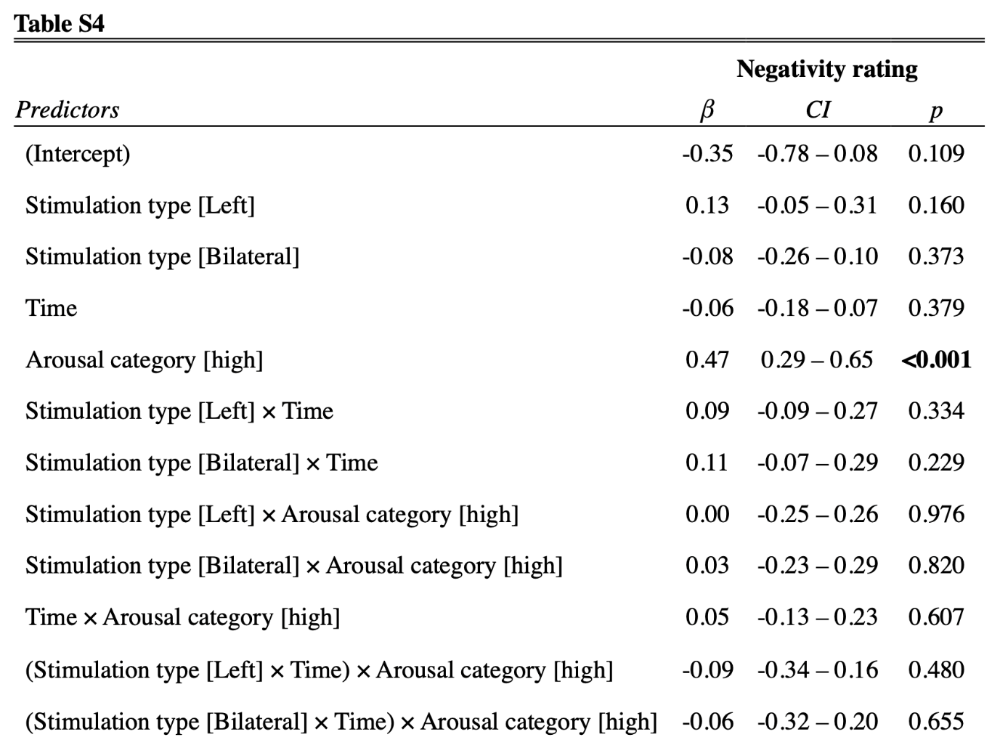 Table S4
Negativity rating
Predictors β CI p
(Intercept) -0.35 -0.78 – 0.08 0.109
Stimulation type [Left] 0.13 -0.05 – 0.31 0.160
Stimulation type [Bilateral] -0.08 -0.26 – 0.10 0.373
Time -0.06 -0.18 – 0.07 0.379
Arousal category [high] 0.47 0.29 – 0.65 <0.001
Stimulation type [Left] × Time 0.09 -0.09 – 0.27 0.334
Stimulation type [Bilateral] × Time 0.11 -0.07 – 0.29 0.229
Stimulation type [Left] × Arousal category [high] 0.00 -0.25 – 0.26 0.976
Stimulation type [Bilateral] × Arousal category [high] 0.03 -0.23 – 0.29 0.820
Time × Arousal category [high] 0.05 -0.13 – 0.23 0.607
(Stimulation type [Left] × Time) × Arousal category [high] -0.09 -0.34 – 0.16 0.480
(Stimulation type [Bilateral] × Time) × Arousal category [high] -0.06 -0.32 – 0.20 0.655